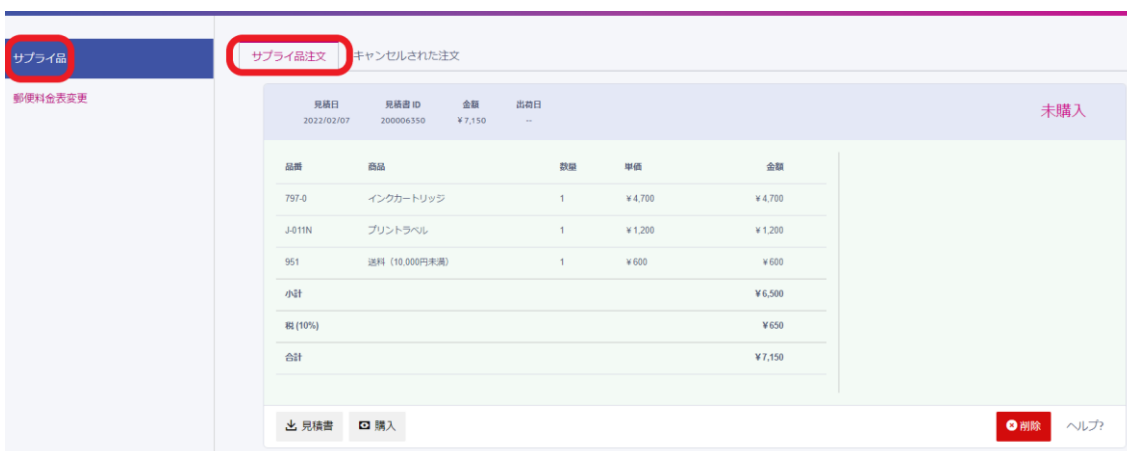 サプライ品
郵便料金表変更
サプライ品注文 キャンセルされた注文
見積日 見積書 ID 金額 出荷日
2022/02/07 200006350 ¥7,150 --
未購入
品番 商品 数量 単価 金額
797-0 インクカートリッジ 1 ¥4,700 ¥4,700
J-011N プリントラベル 1 ¥1,200 ¥1,200
951 送料（10,000円未満） 1 ¥600 ¥600
小計 ¥6,500
税 (10%) ¥650
合計 ¥7,150
見積書 購入 削除 ヘルプ?